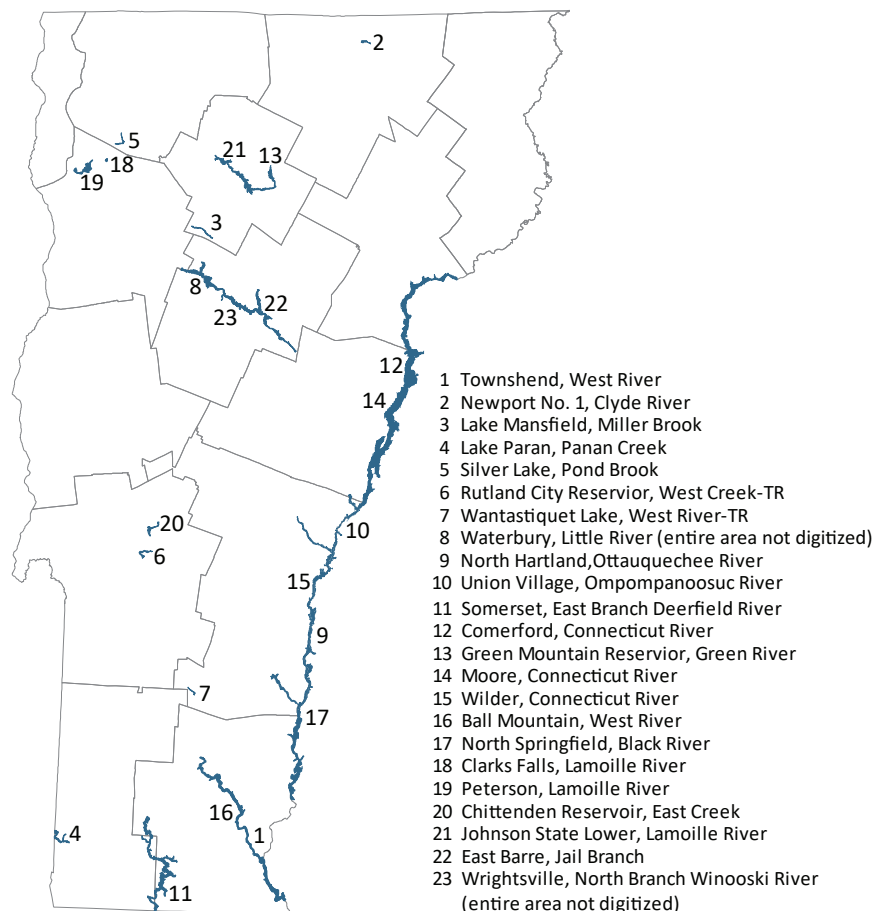 2
5
18
19
21
13
3
8
22
23
12
14
20
6
10
15
9
7
17
16
1
4
11
1 Townshend, West River
2 Newport No. 1, Clyde River
3 Lake Mansfield, Miller Brook
4 Lake Paran, Panan Creek
5 Silver Lake, Pond Brook
6 Rutland City Reservior, West Creek-TR
7 Wantastiquet Lake, West River-TR
8 Waterbury, Little River (entire area not digitized)
9 North Hartland,Ottauquechee River
10 Union Village, Ompompanoosuc River
11 Somerset, East Branch Deerfield River
12 Comerford, Connecticut River
13 Green Mountain Reservior, Green River
14 Moore, Connecticut River
15 Wilder, Connecticut River
16 Ball Mountain, West River
17 North Springfield, Black River
18 Clarks Falls, Lamoille River
19 Peterson, Lamoille River
20 Chittenden Reservoir, East Creek
21 Johnson State Lower, Lamoille River
22 East Barre, Jail Branch
23 Wrightsville, North Branch Winooski River
(entire area not digitized)